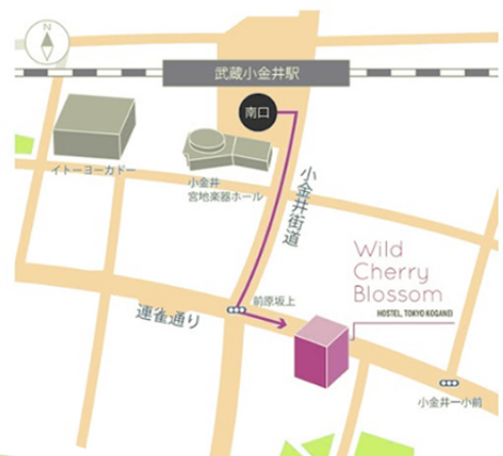 N
武蔵小金井駅
南口
イトーヨーカドー
小金井
宮地楽器ホール
小金井街道
Wild
Cherry
Blossom
HOSTEL, TOKYO KOGANEI
前原坂上
連雀通り
小金井一小前